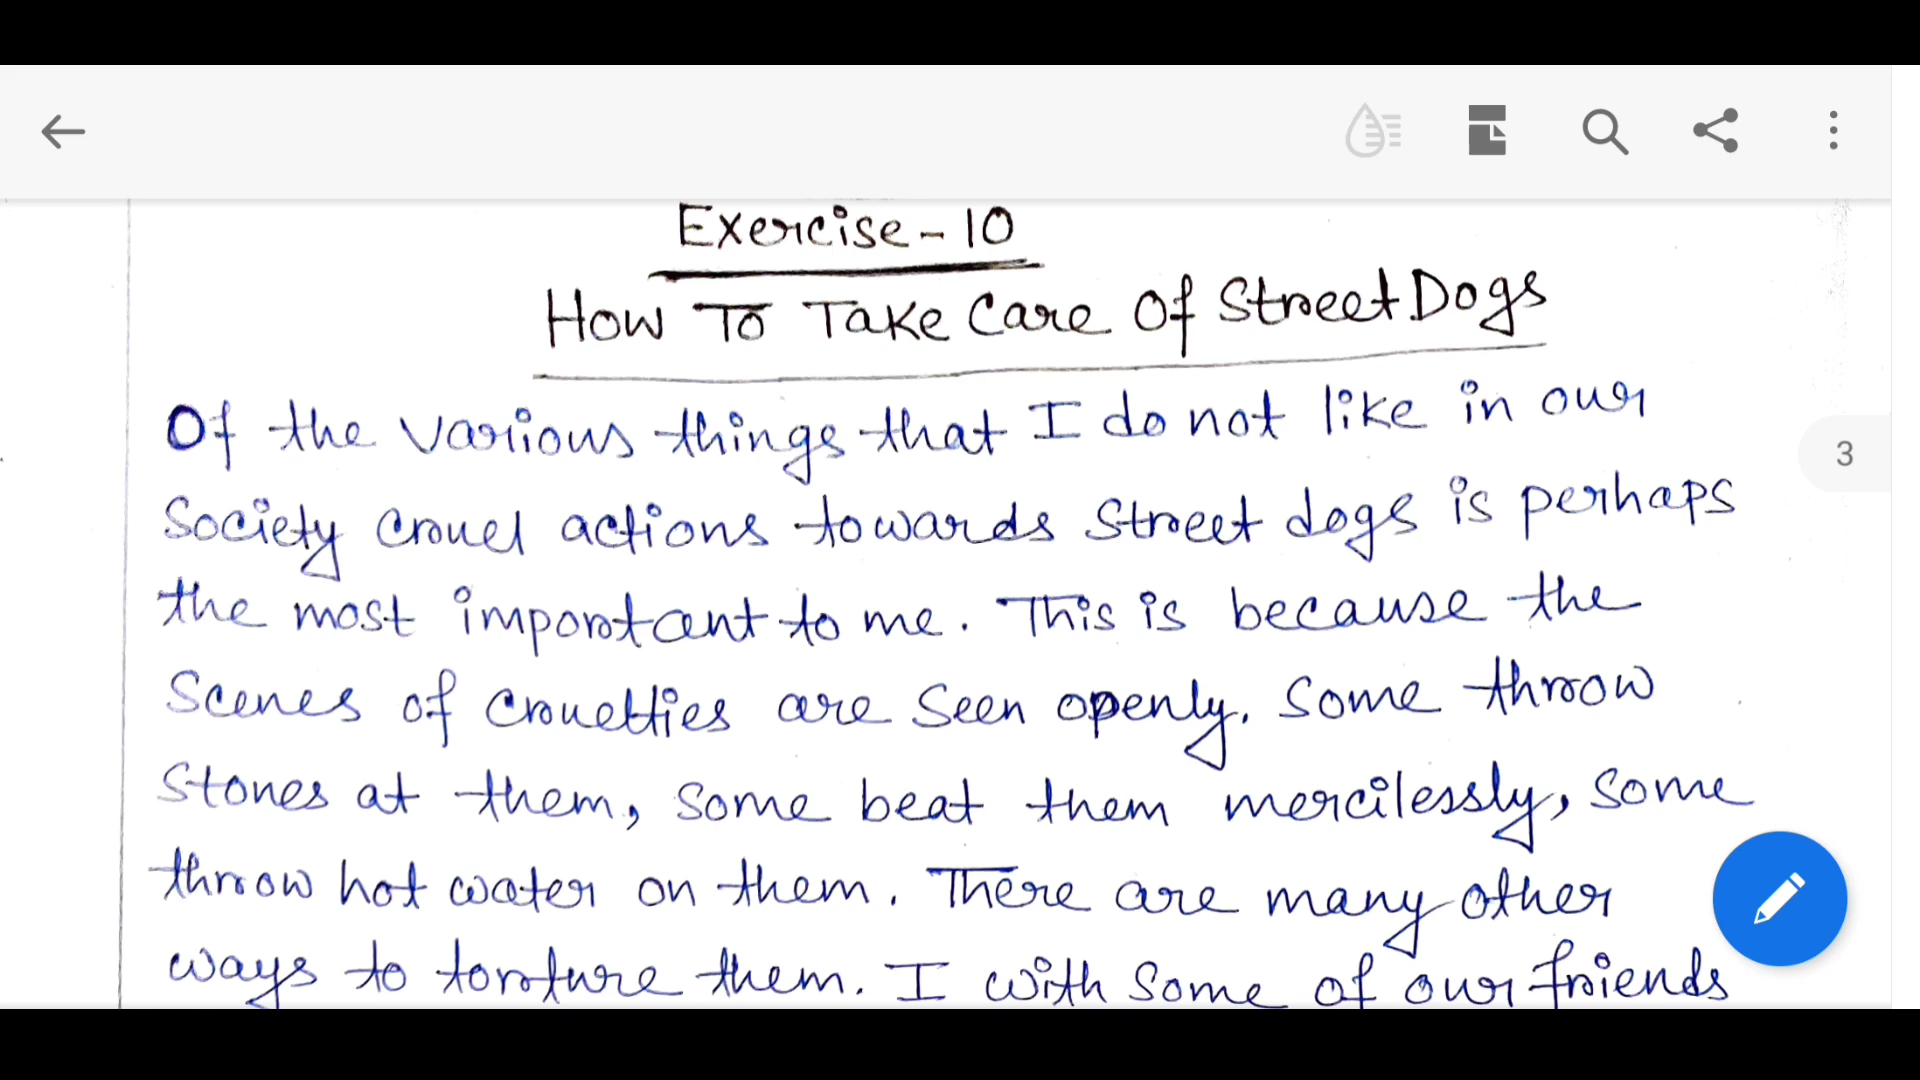 Exercise - 10
How To Take Care Of Street Dogs
Of the various things that I do not like in our
3
Society cruel actions towards street dogs is perhaps
the most important to me. This is because the
Scenes of cruelties are seen openly. Some throw
stones at them, some beat them mercilessly, some
throw hot water on them. There are many other
ways to torture them. I with some of our friends